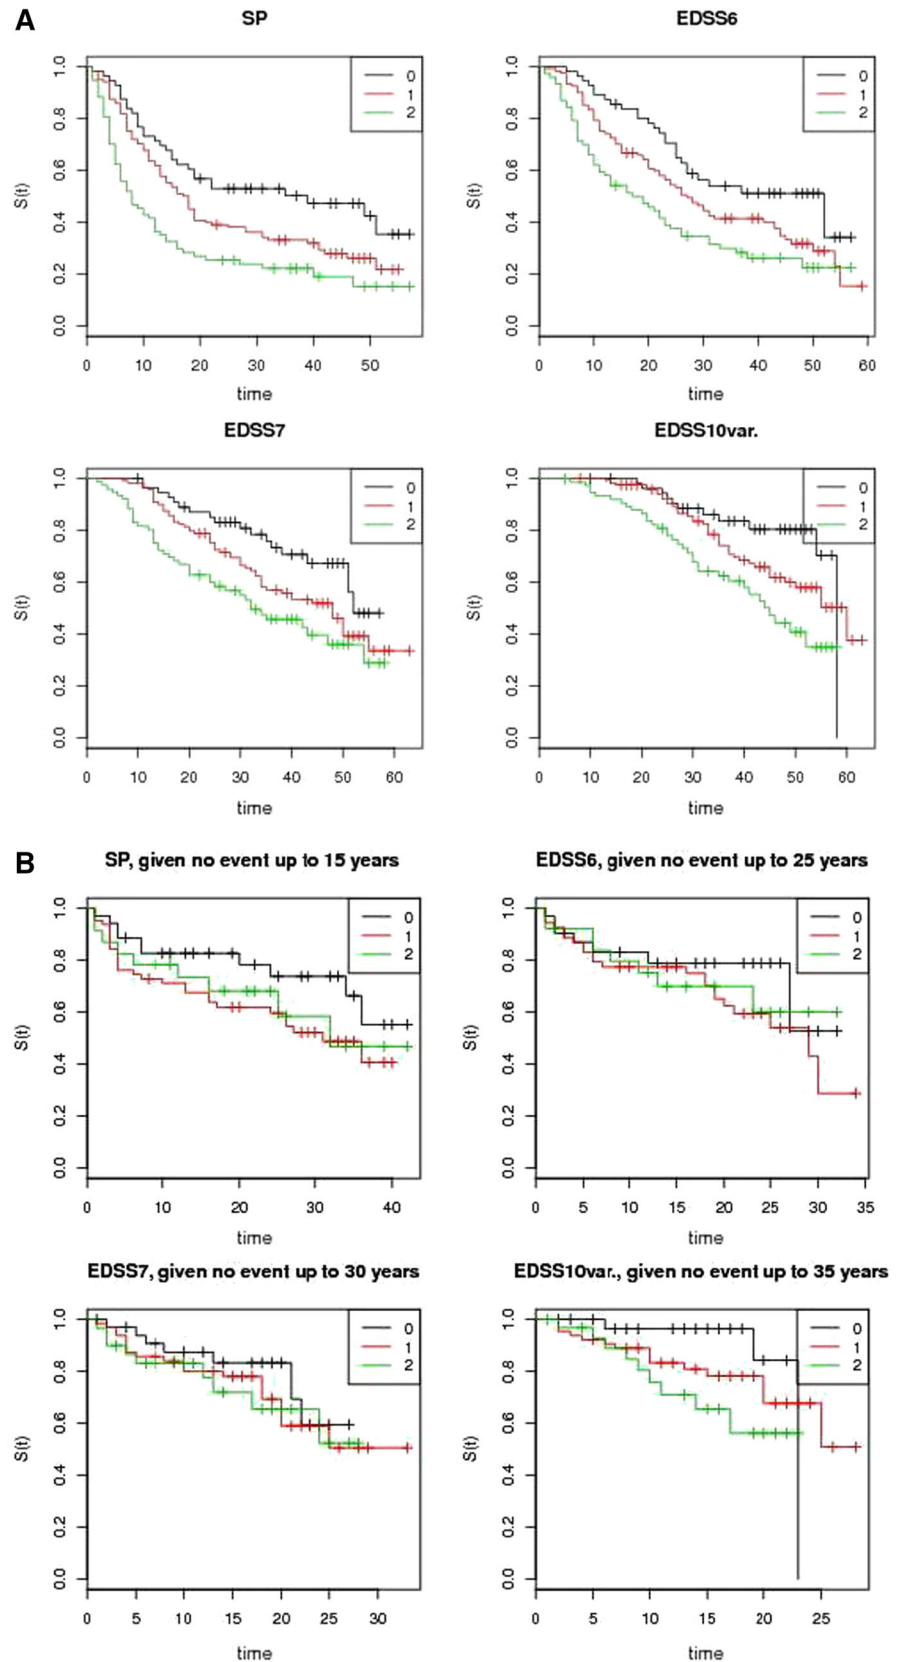 A
SP
EDSS6
1.0
0.8
0.6
0.4
0.2
0.0
S(t)
0
1
2
0 10 20 30 40 50
time
1.0
0.8
0.6
0.4
0.2
0.0
S(t)
0
1
2
0 10 20 30 40 50 60
time
EDSS7
EDSS10var.
1.0
0.8
0.6
0.4
0.2
0.0
S(t)
0
1
2
0 10 20 30 40 50 60
time
1.0
0.8
0.6
0.4
0.2
0.0
S(t)
0
1
2
0 10 20 30 40 50 60
time
B
SP, given no event up to 15 years
EDSS6, given no event up to 25 years
1.0
0.8
0.6
0.4
0.2
0.0
S(t)
0
1
2
0 10 20 30 40
time
1.0
0.8
0.6
0.4
0.2
0.0
S(t)
0
1
2
0 5 10 15 20 25 30 35
time
EDSS7, given no event up to 30 years
EDSS10var., given no event up to 35 years
1.0
0.8
0.6
0.4
0.2
0.0
S(t)
0
1
2
0 5 10 15 20 25 30
time
1.0
0.8
0.6
0.4
0.2
0.0
S(t)
0
1
2
0 5 10 15 20 25
time